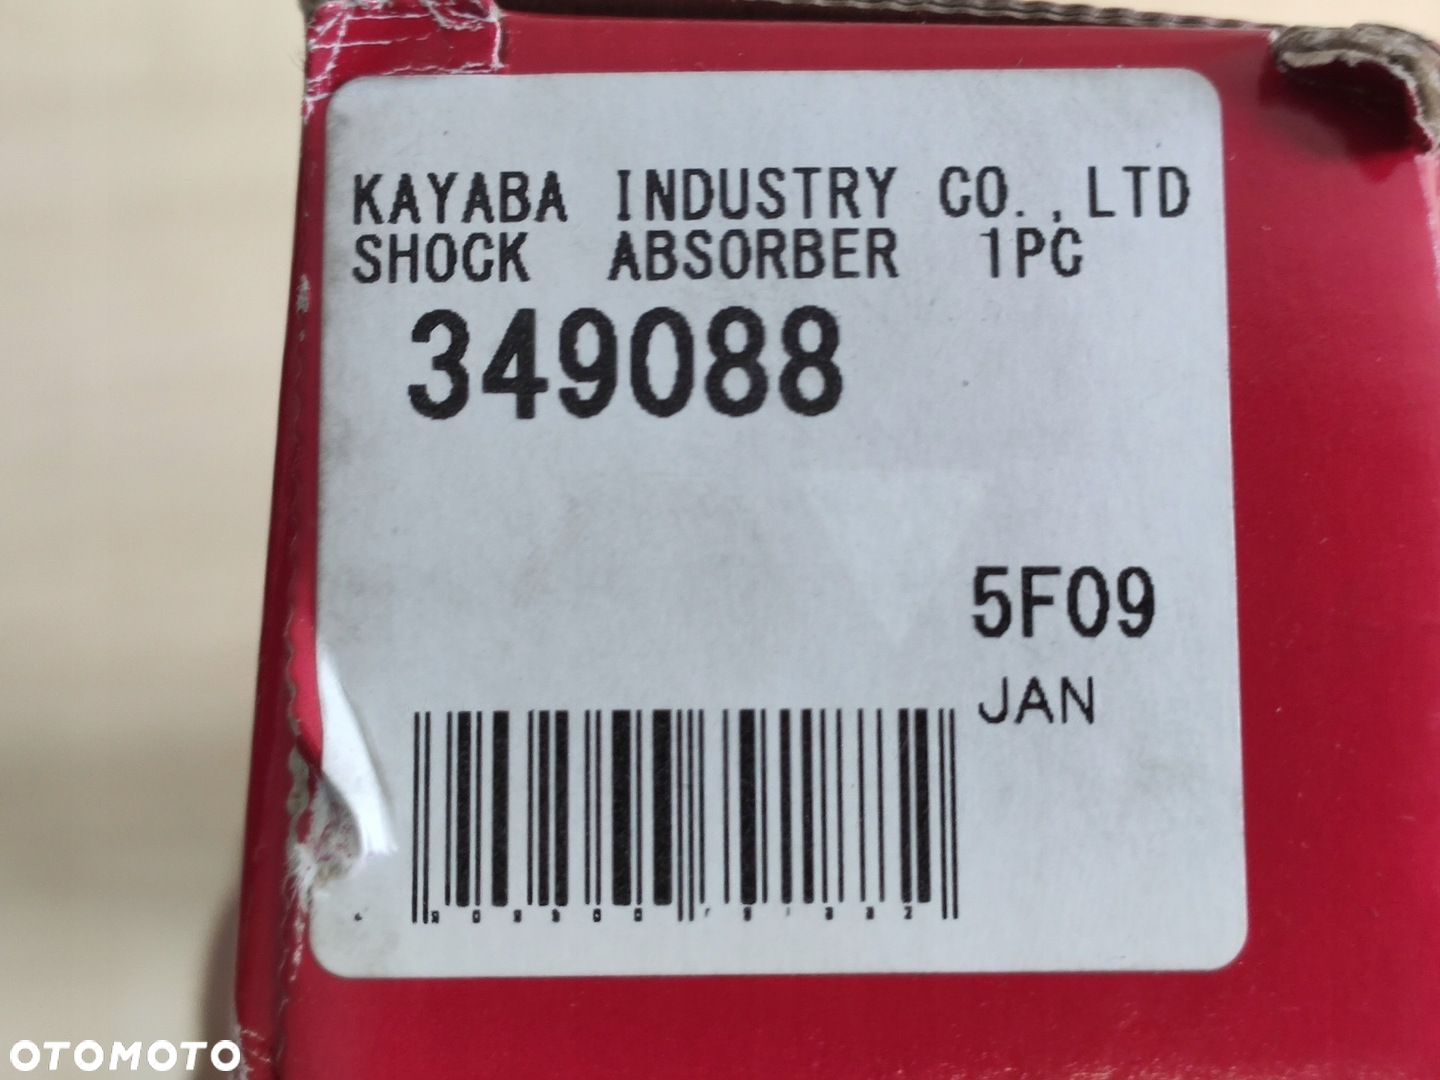 KAYABA INDUSTRY CO.,LTD
SHOCK ABSORBER 1PC
349088
5F09
JAN
OTOMOTO